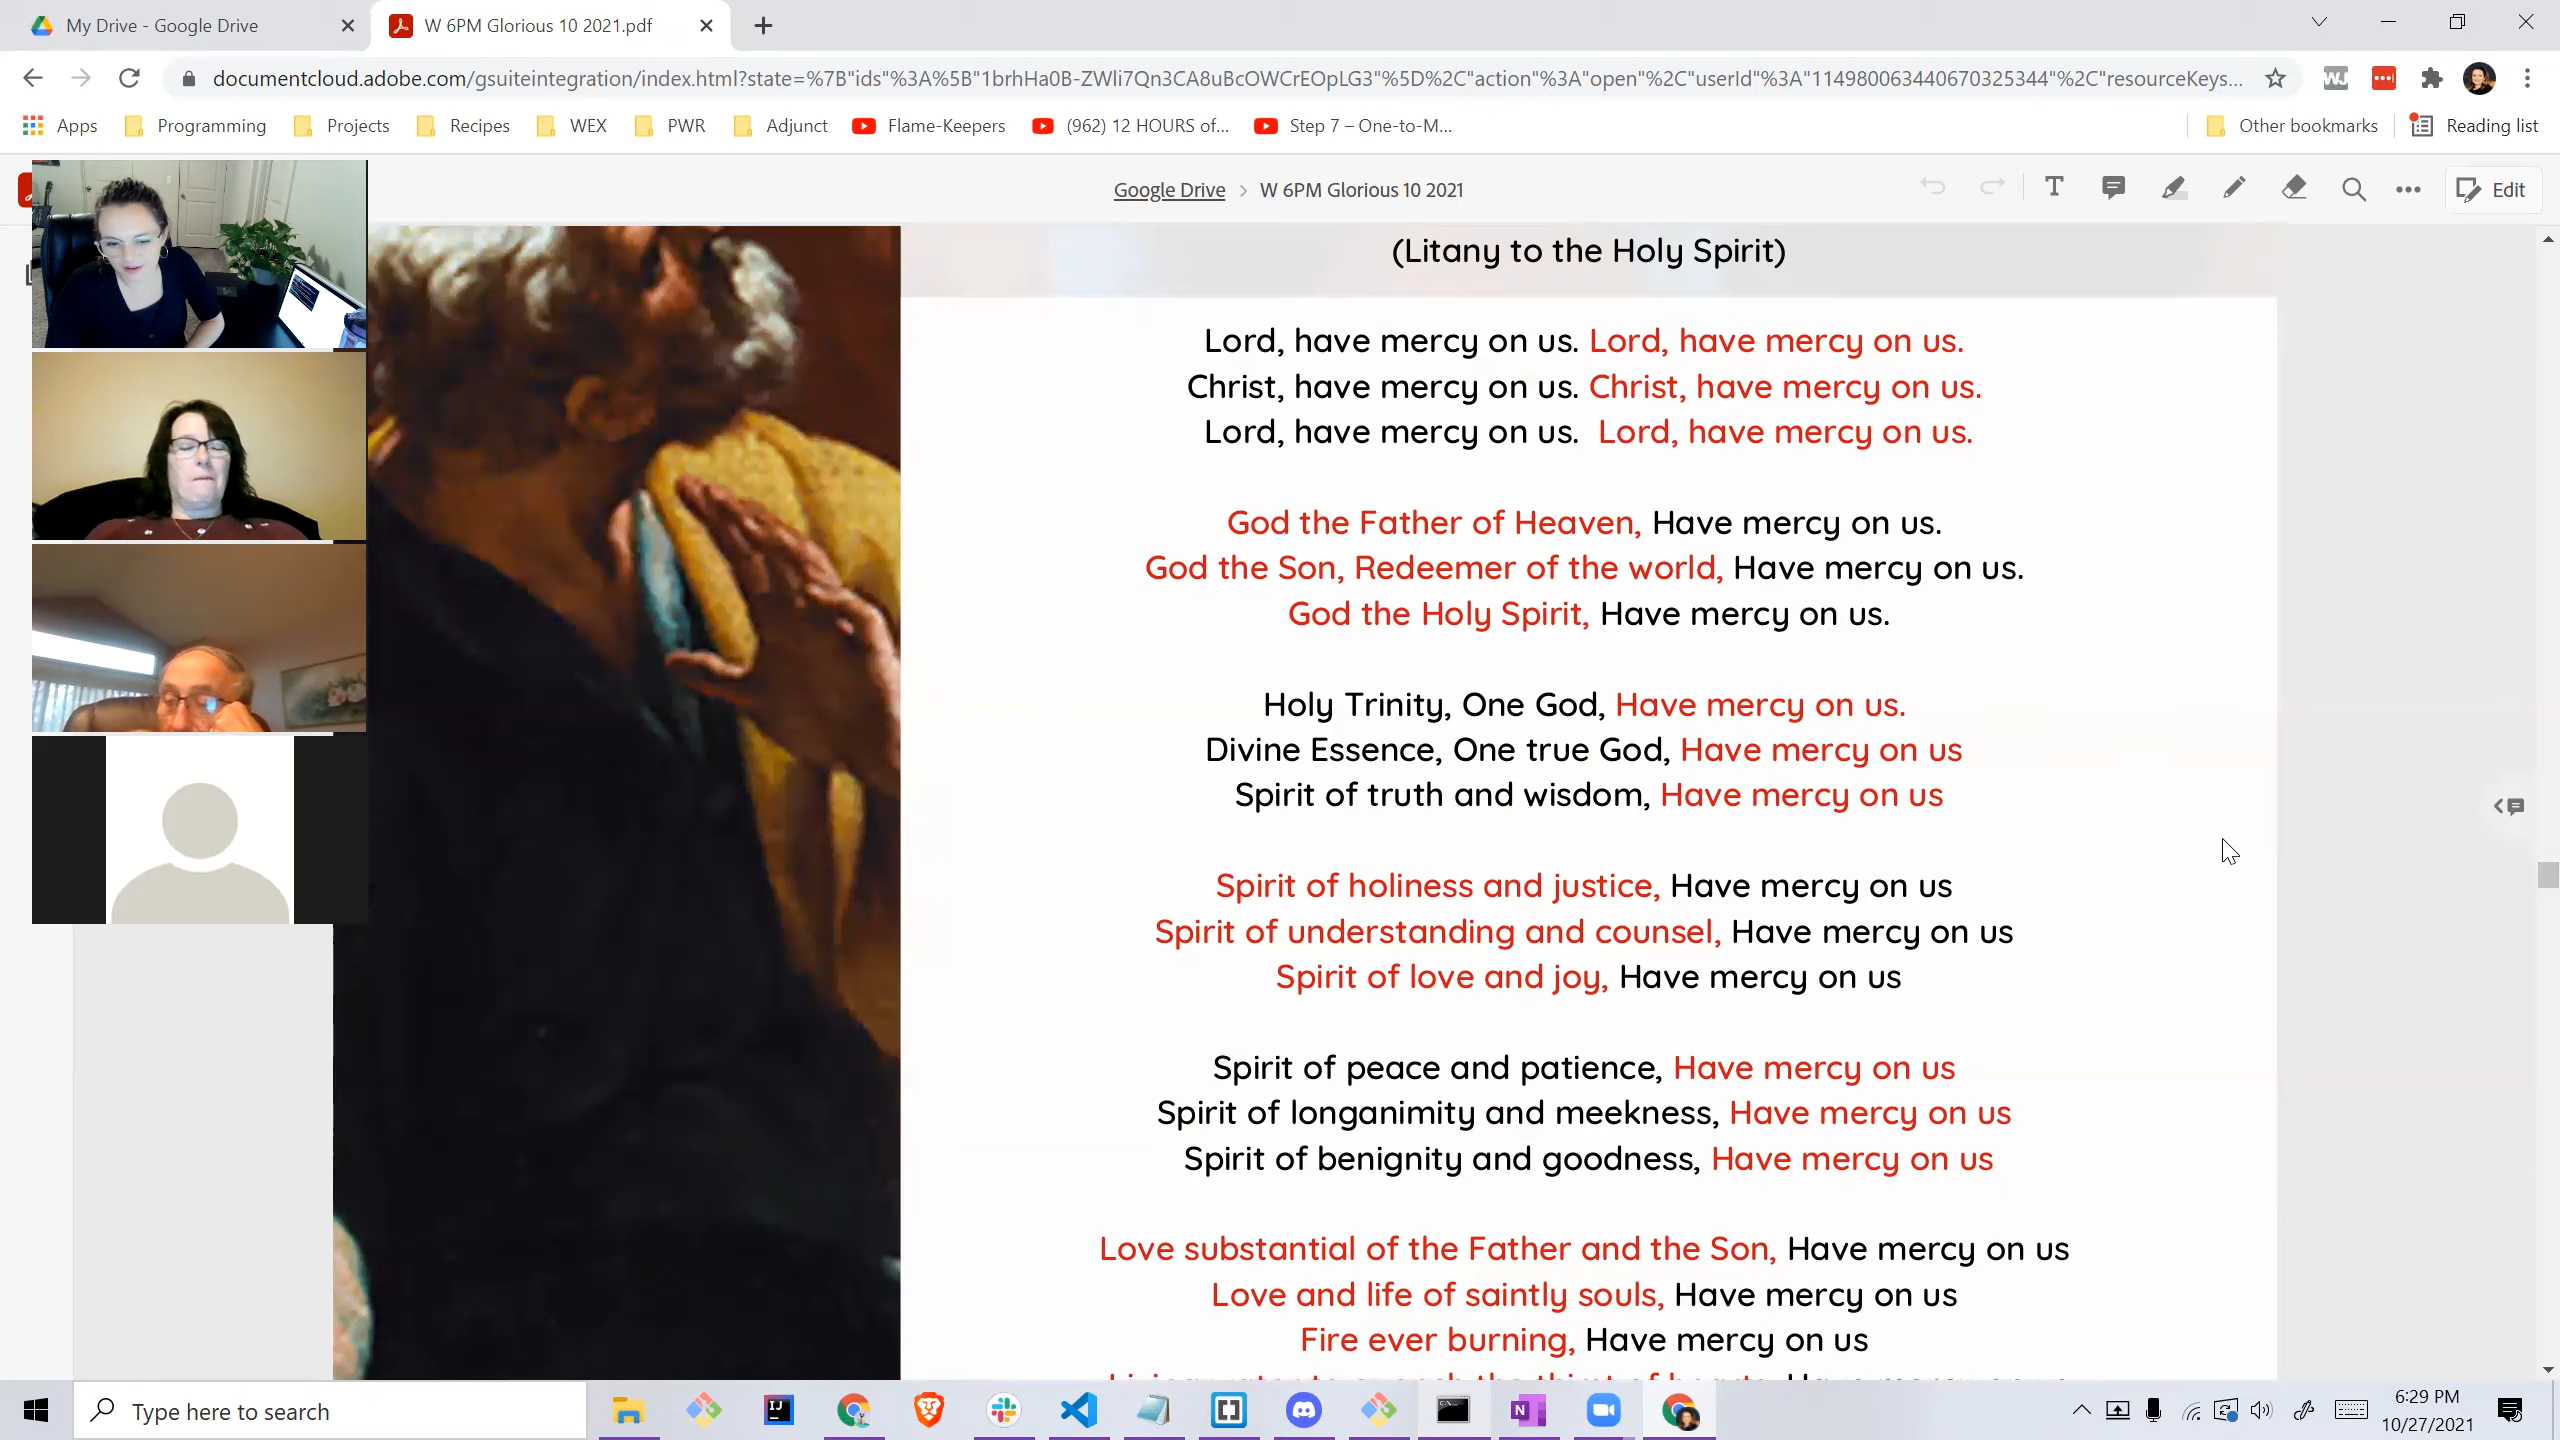 My Drive - Google Drive
W 6PM Glorious 10 2021.pdf
documentcloud.adobe.com/gsuiteintegration/index.html?state=%7B"ids"%3A%5B"1brhHa0B-ZWli7Qn3CA8uBcOWCrEOpLG3"%5D%2C"action"%3A"open"%2C"userId"%3A"114980063440670325344"%2C"resourceKeys...
Apps Programming Projects Recipes WEX PWR Adjunct Flame-Keepers (962) 12 HOURS of... Step 7 – One-to-M... Other bookmarks Reading list
Google Drive > W 6PM Glorious 10 2021
Edit
(Litany to the Holy Spirit)
Lord, have mercy on us. Lord, have mercy on us.
Christ, have mercy on us. Christ, have mercy on us.
Lord, have mercy on us. Lord, have mercy on us.
God the Father of Heaven, Have mercy on us.
God the Son, Redeemer of the world, Have mercy on us.
God the Holy Spirit, Have mercy on us.
Holy Trinity, One God, Have mercy on us.
Divine Essence, One true God, Have mercy on us
Spirit of truth and wisdom, Have mercy on us
Spirit of holiness and justice, Have mercy on us
Spirit of understanding and counsel, Have mercy on us
Spirit of love and joy, Have mercy on us
Spirit of peace and patience, Have mercy on us
Spirit of longanimity and meekness, Have mercy on us
Spirit of benignity and goodness, Have mercy on us
Love substantial of the Father and the Son, Have mercy on us
Love and life of saintly souls, Have mercy on us
Fire ever burning, Have mercy on us
Type here to search
6:29 PM
10/27/2021